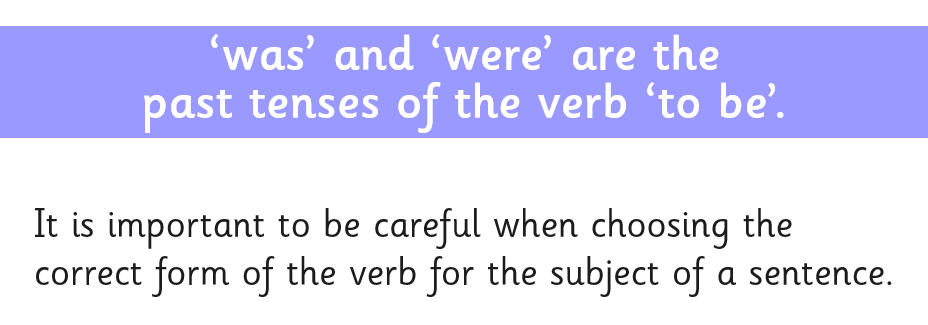 ‘was’ and ‘were’ are the
past tenses of the verb ‘to be’.
It is important to be careful when choosing the
correct form of the verb for the subject of a sentence.